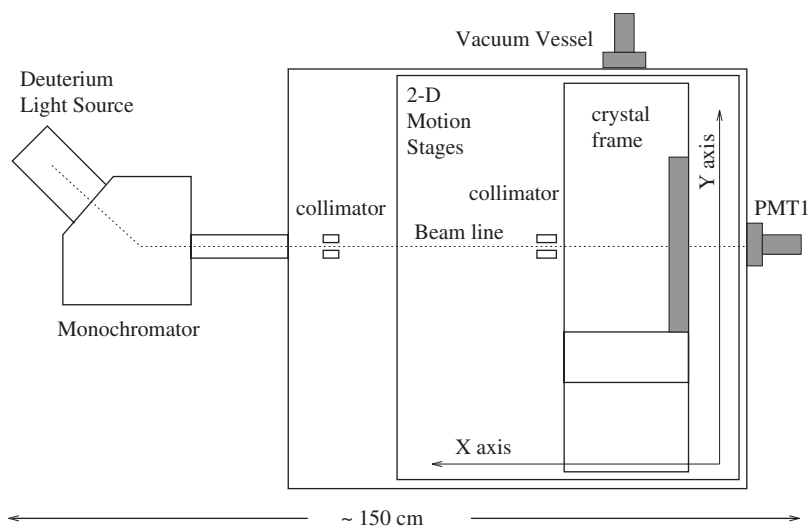 Vacuum Vessel
Deuterium
Light Source
2-D
Motion
Stages
crystal
frame
Y axis
collimator
collimator
PMT1
Beam line
Monochromator
X axis
~ 150 cm